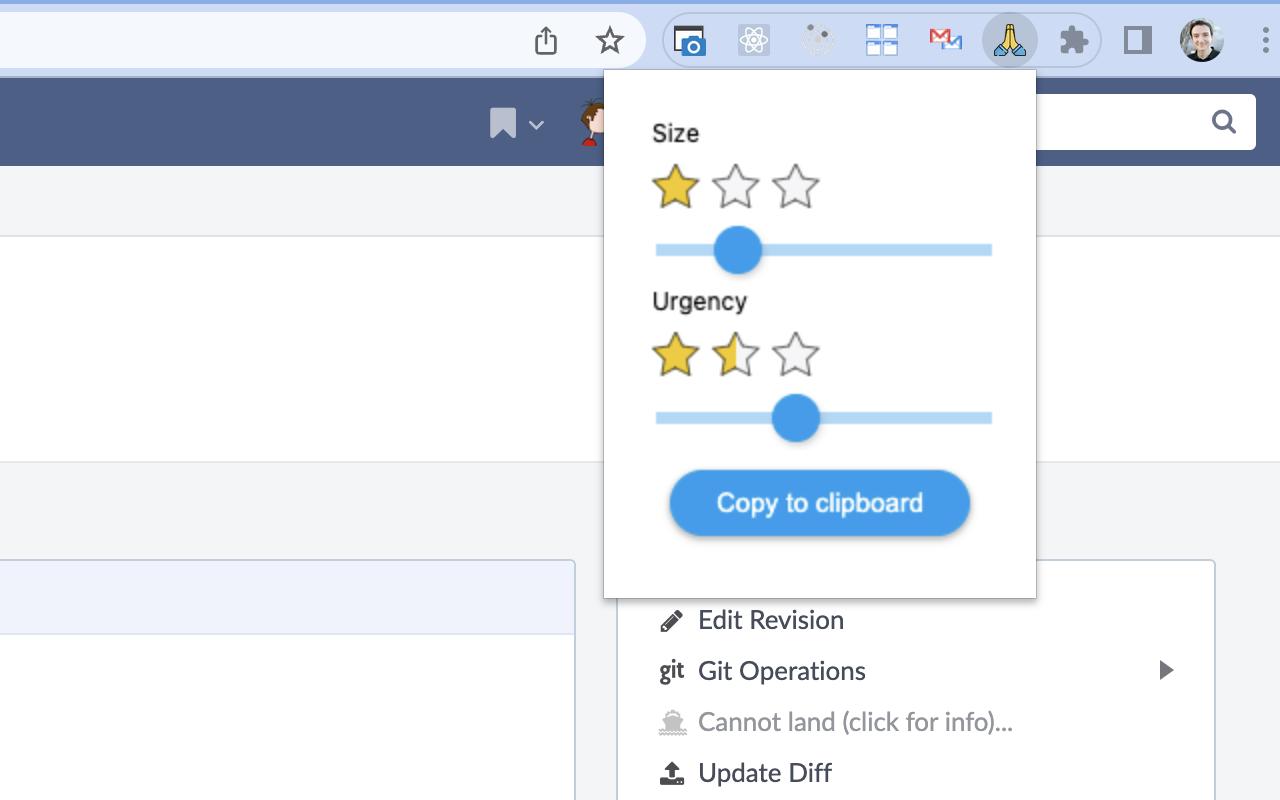 Size
Urgency
Copy to clipboard
Edit Revision
git Git Operations
Cannot land (click for info)...
Update Diff